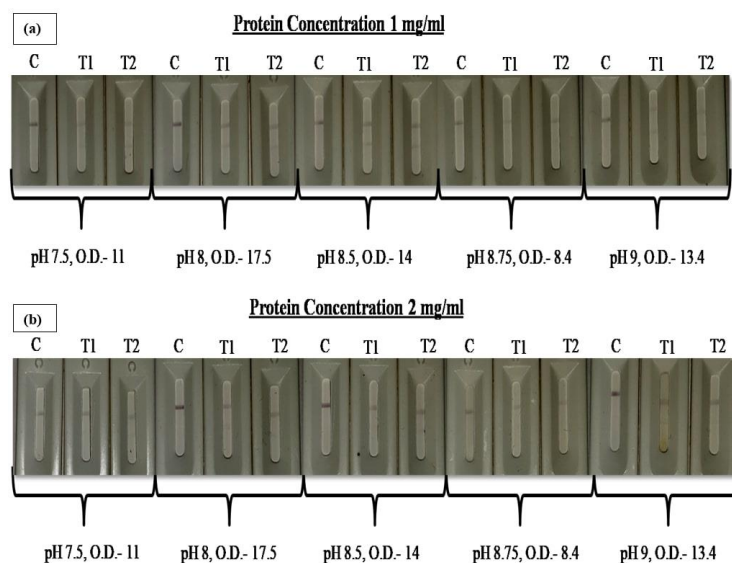 (a)
Protein Concentration 1 mg/ml
C T1 T2 C T1 T2 C T1 T2 C T1 T2 C T1 T2
pH 7.5, O.D.- 11 pH 8, O.D.- 17.5 pH 8.5, O.D.- 14 pH 8.75, O.D.- 8.4 pH 9, O.D.- 13.4
(b)
Protein Concentration 2 mg/ml
C T1 T2 C T1 T2 C T1 T2 C T1 T2 C T1 T2
pH 7.5, O.D.- 11 pH 8, O.D.- 17.5 pH 8.5, O.D.- 14 pH 8.75, O.D.- 8.4 pH 9, O.D.- 13.4